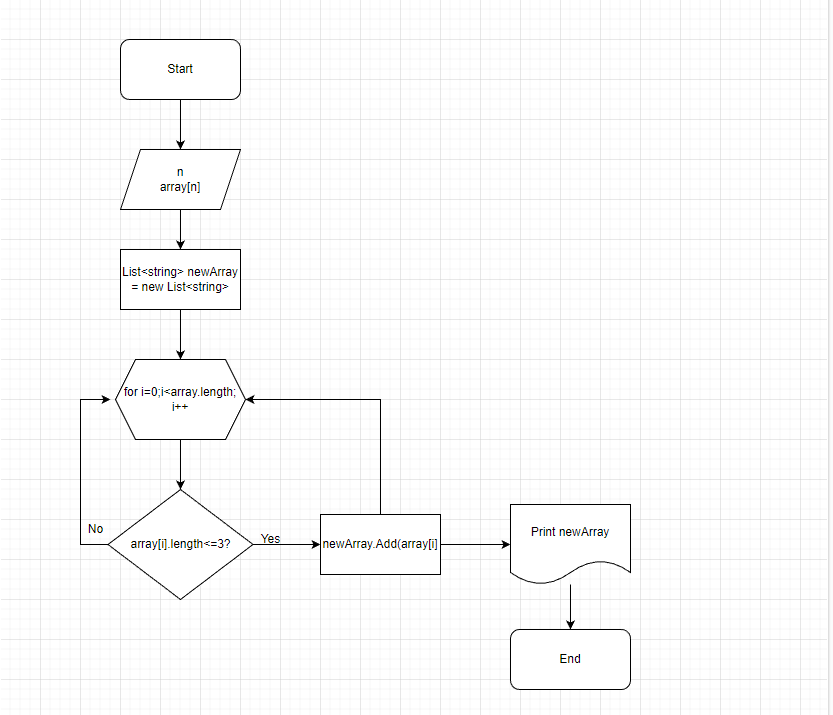 Start
n
array[n]
List<string> newArray
= new List<string>
for i=0;i<array.length;
i++
No
array[i].length<=3?
Yes
newArray.Add(array[i]
Print newArray
End